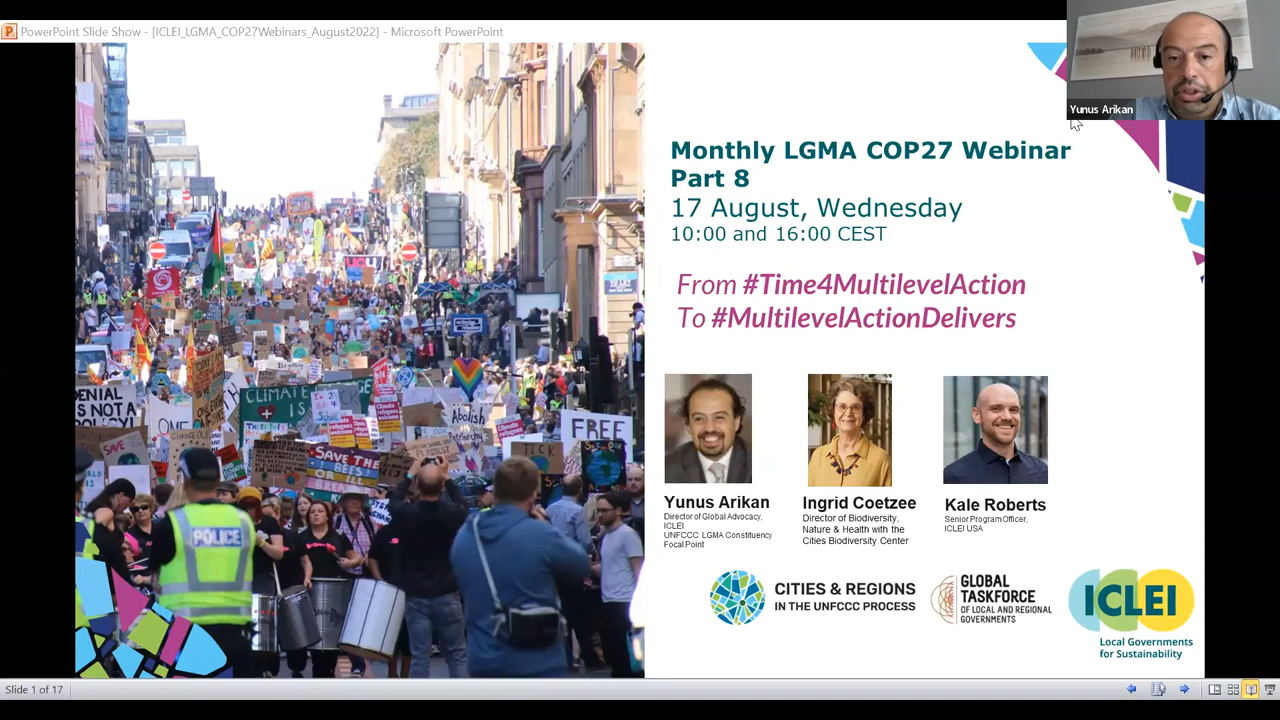 PowerPoint Slide Show - [ICLEI_LGMA_COP27Webinars_August2022] - Microsoft PowerPoint
Yunus Arikan
Monthly LGMA COP27 Webinar
Part 8
17 August, Wednesday
10:00 and 16:00 CEST
From #Time4MultilevelAction
To #MultilevelActionDelivers
Yunus Arikan
Director of Global Advocacy,
ICLEI
UNFCCC LGMA Constituency
Focal Point
Ingrid Coetzee
Director of Biodiversity,
Nature & Health with the
Cities Biodiversity Center
Kale Roberts
Senior Program Officer,
ICLEI USA
CITIES & REGIONS
IN THE UNFCCC PROCESS
GLOBAL
TASKFORCE
OF LOCAL AND REGIONAL
GOVERNMENTS
ICLEI
Local Governments
for Sustainability
DENIAL
IS NOT A
POLICY!
CLIMATE
IS
SAVE THE
BEES!
Abolish
FREE
TICK
POLICE
Slide 1 of 17